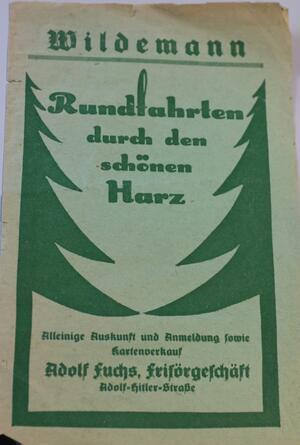 Wildemann
Rundfahrten
durch den
schönen
Harz
Alleinige Auskunft und Anmeldung sowie
Kartenverkauf
Adolf Fuchs, Frisörgeschäft
Adolf-Hitler-Straße